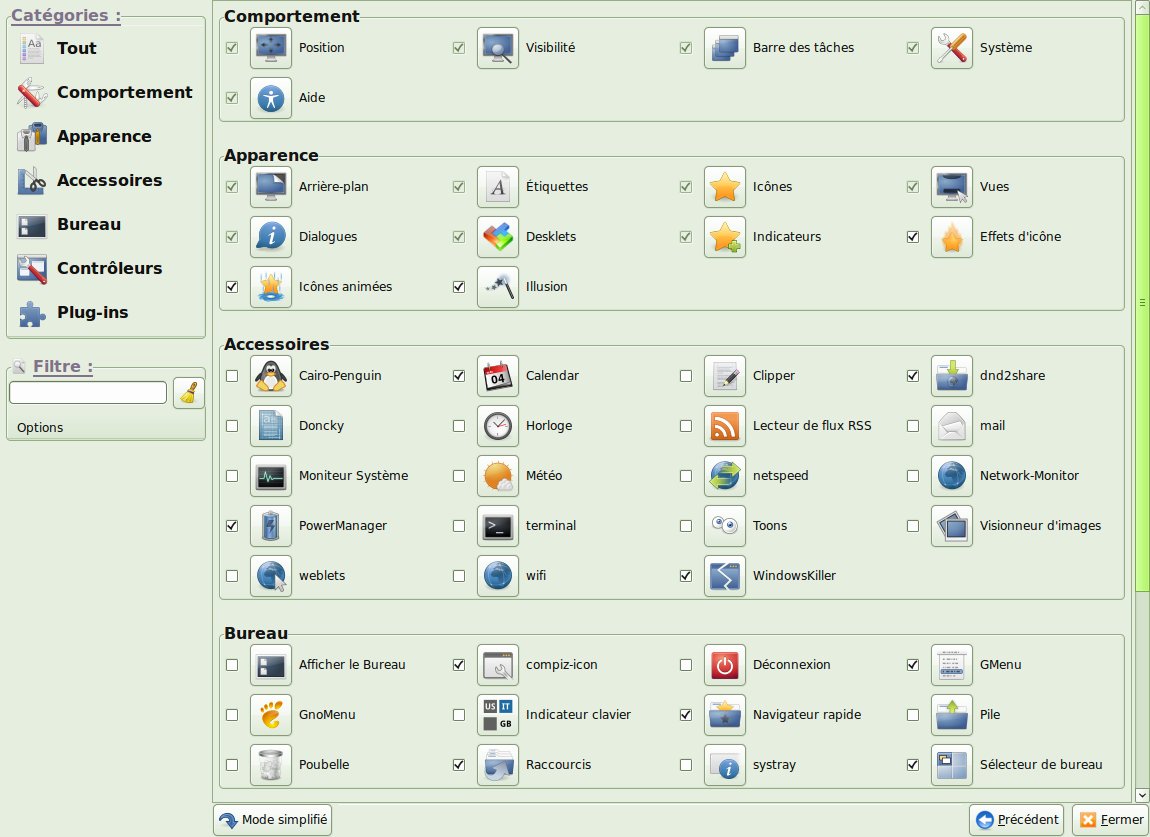 Catégories :
Tout
Comportement
Apparence
Accessoires
Bureau
Contrôleurs
Plug-ins
Filtre :
Options
Comportement
Position
Visibilité
Barre des tâches
Système
Aide
Apparence
Arrière-plan
Étiquettes
Icônes
Vues
Dialogues
Desklets
Indicateurs
Effets d'icône
Icônes animées
Illusion
Accessoires
Cairo-Penguin
Calendar
Clipper
dnd2share
Doncky
Horloge
Lecteur de flux RSS
mail
Moniteur Système
Météo
netspeed
Network-Monitor
PowerManager
terminal
Toons
Visionneur d'images
weblets
wifi
WindowsKiller
Bureau
Afficher le Bureau
compiz-icon
Déconnexion
GMenu
GnoMenu
US IT
GB
Indicateur clavier
Navigateur rapide
Pile
Poubelle
Raccourcis
systray
Sélecteur de bureau
Mode simplifié
Précédent
Fermer